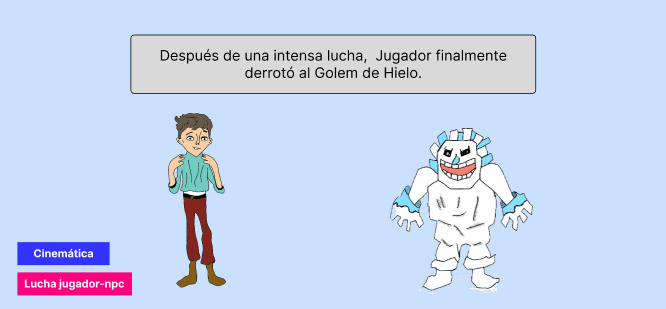 Después de una intensa lucha,  Jugador finalmente
derrotó al Golem de Hielo.
Cinemática
Lucha jugador-npc